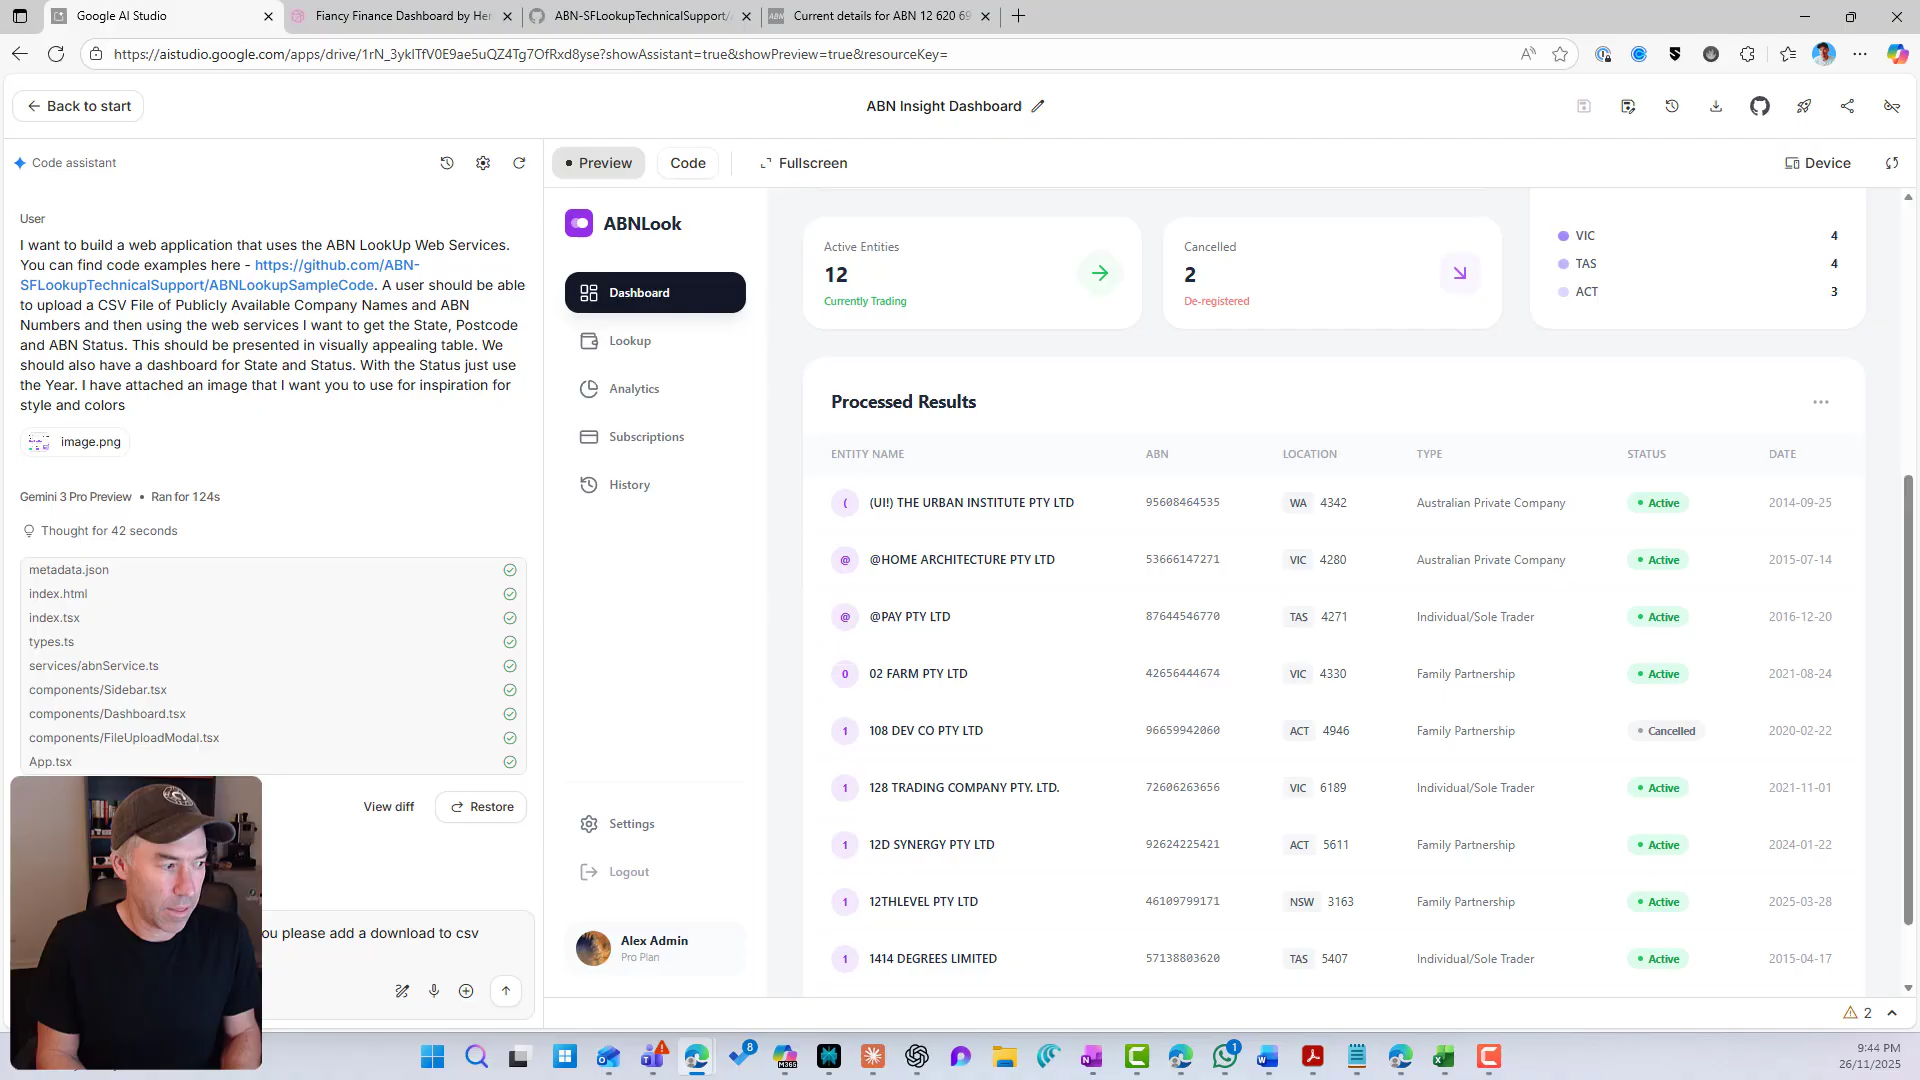 Google AI Studio
Fiancy Finance Dashboard by Her
ABN-SFLookupTechnicalSupport/
Current details for ABN 12 620 69
https://aistudio.google.com/apps/drive/1rN_3yklTfV0E9ae5uQZ4Tg7OfRxd8yse?showAssistant=true&showPreview=true&resourceKey=
Back to start
ABN Insight Dashboard
Code assistant
Preview
Code
Fullscreen
Device
User
I want to build a web application that uses the ABN LookUp Web Services.
You can find code examples here - https://github.com/ABN-
SFLookupTechnicalSupport/ABNLookupSampleCode. A user should be able
to upload a CSV File of Publicly Available Company Names and ABN
Numbers and then using the web services I want to get the State, Postcode
and ABN Status. This should be presented in visually appealing table. We
should also have a dashboard for State and Status. With the Status just use
the Year. I have attached an image that I want you to use for inspiration for
style and colors
image.png
Gemini 3 Pro Preview • Ran for 124s
Thought for 42 seconds
metadata.json
index.html
index.tsx
types.ts
services/abnService.ts
components/Sidebar.tsx
components/Dashboard.tsx
components/FileUploadModal.tsx
App.tsx
View diff
Restore
ou please add a download to csv
ABNLook
Dashboard
Lookup
Analytics
Subscriptions
History
Settings
Logout
Alex Admin
Pro Plan
Active Entities
12
Currently Trading
Cancelled
2
De-registered
VIC 4
TAS 4
ACT 3
Processed Results
ENTITY NAME ABN LOCATION TYPE STATUS DATE
( (UI!) THE URBAN INSTITUTE PTY LTD 95608464535 WA 4342 Australian Private Company Active 2014-09-25
@ @HOME ARCHITECTURE PTY LTD 53666147271 VIC 4280 Australian Private Company Active 2015-07-14
@ @PAY PTY LTD 87644546770 TAS 4271 Individual/Sole Trader Active 2016-12-20
0 02 FARM PTY LTD 42656444674 VIC 4330 Family Partnership Active 2021-08-24
1 108 DEV CO PTY LTD 96659942060 ACT 4946 Family Partnership Cancelled 2020-02-22
1 128 TRADING COMPANY PTY. LTD. 72606263656 VIC 6189 Individual/Sole Trader Active 2021-11-01
1 12D SYNERGY PTY LTD 92624225421 ACT 5611 Family Partnership Active 2024-01-22
1 12THLEVEL PTY LTD 46109799171 NSW 3163 Family Partnership Active 2025-03-28
1 1414 DEGREES LIMITED 57138803620 TAS 5407 Individual/Sole Trader Active 2015-04-17
2
8
M365
1
9:44 PM
26/11/2025